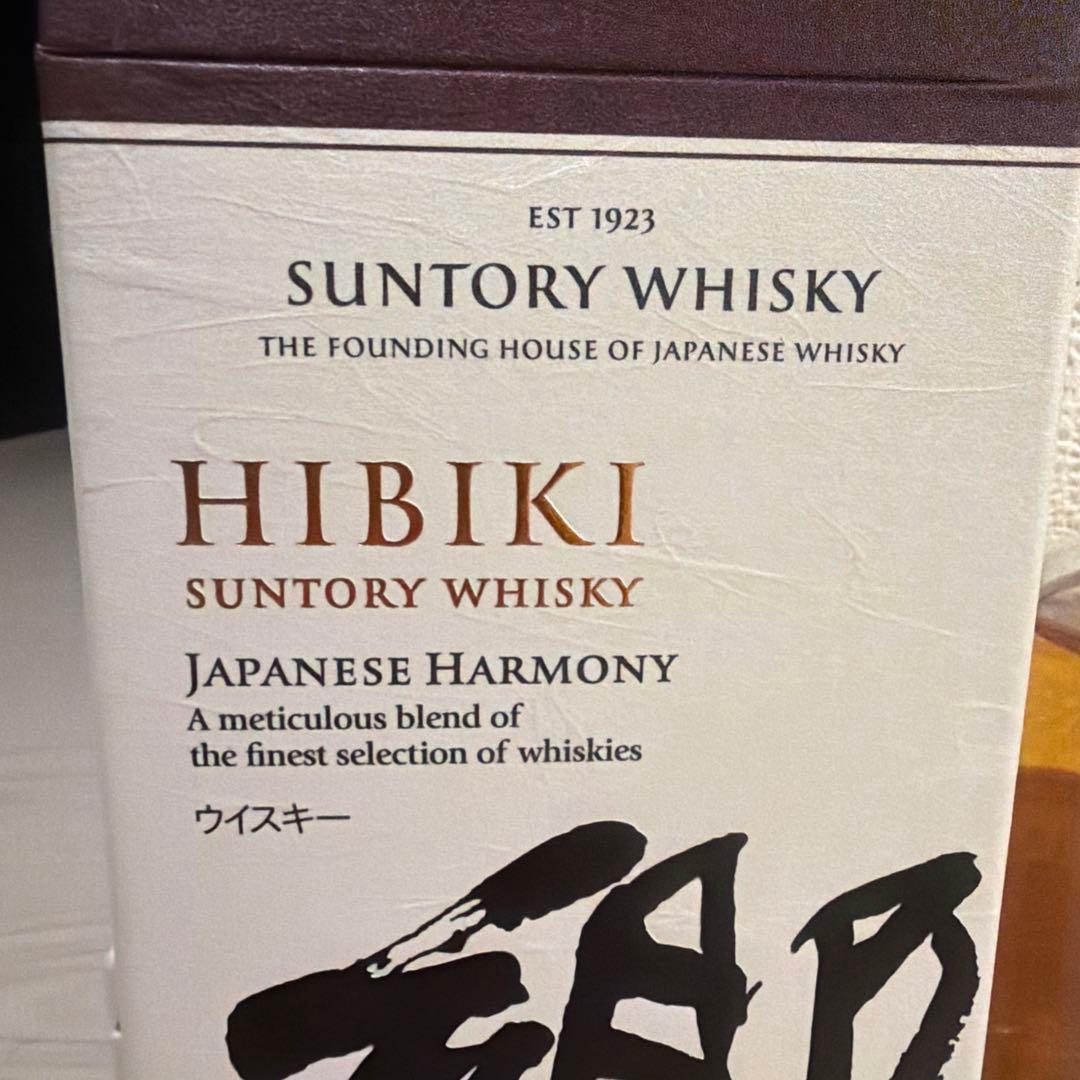 EST 1923
SUNTORY WHISKY
THE FOUNDING HOUSE OF JAPANESE WHISKY
HIBIKI
SUNTORY WHISKY
JAPANESE HARMONY
A meticulous blend of
the finest selection of whiskies
ウイスキー